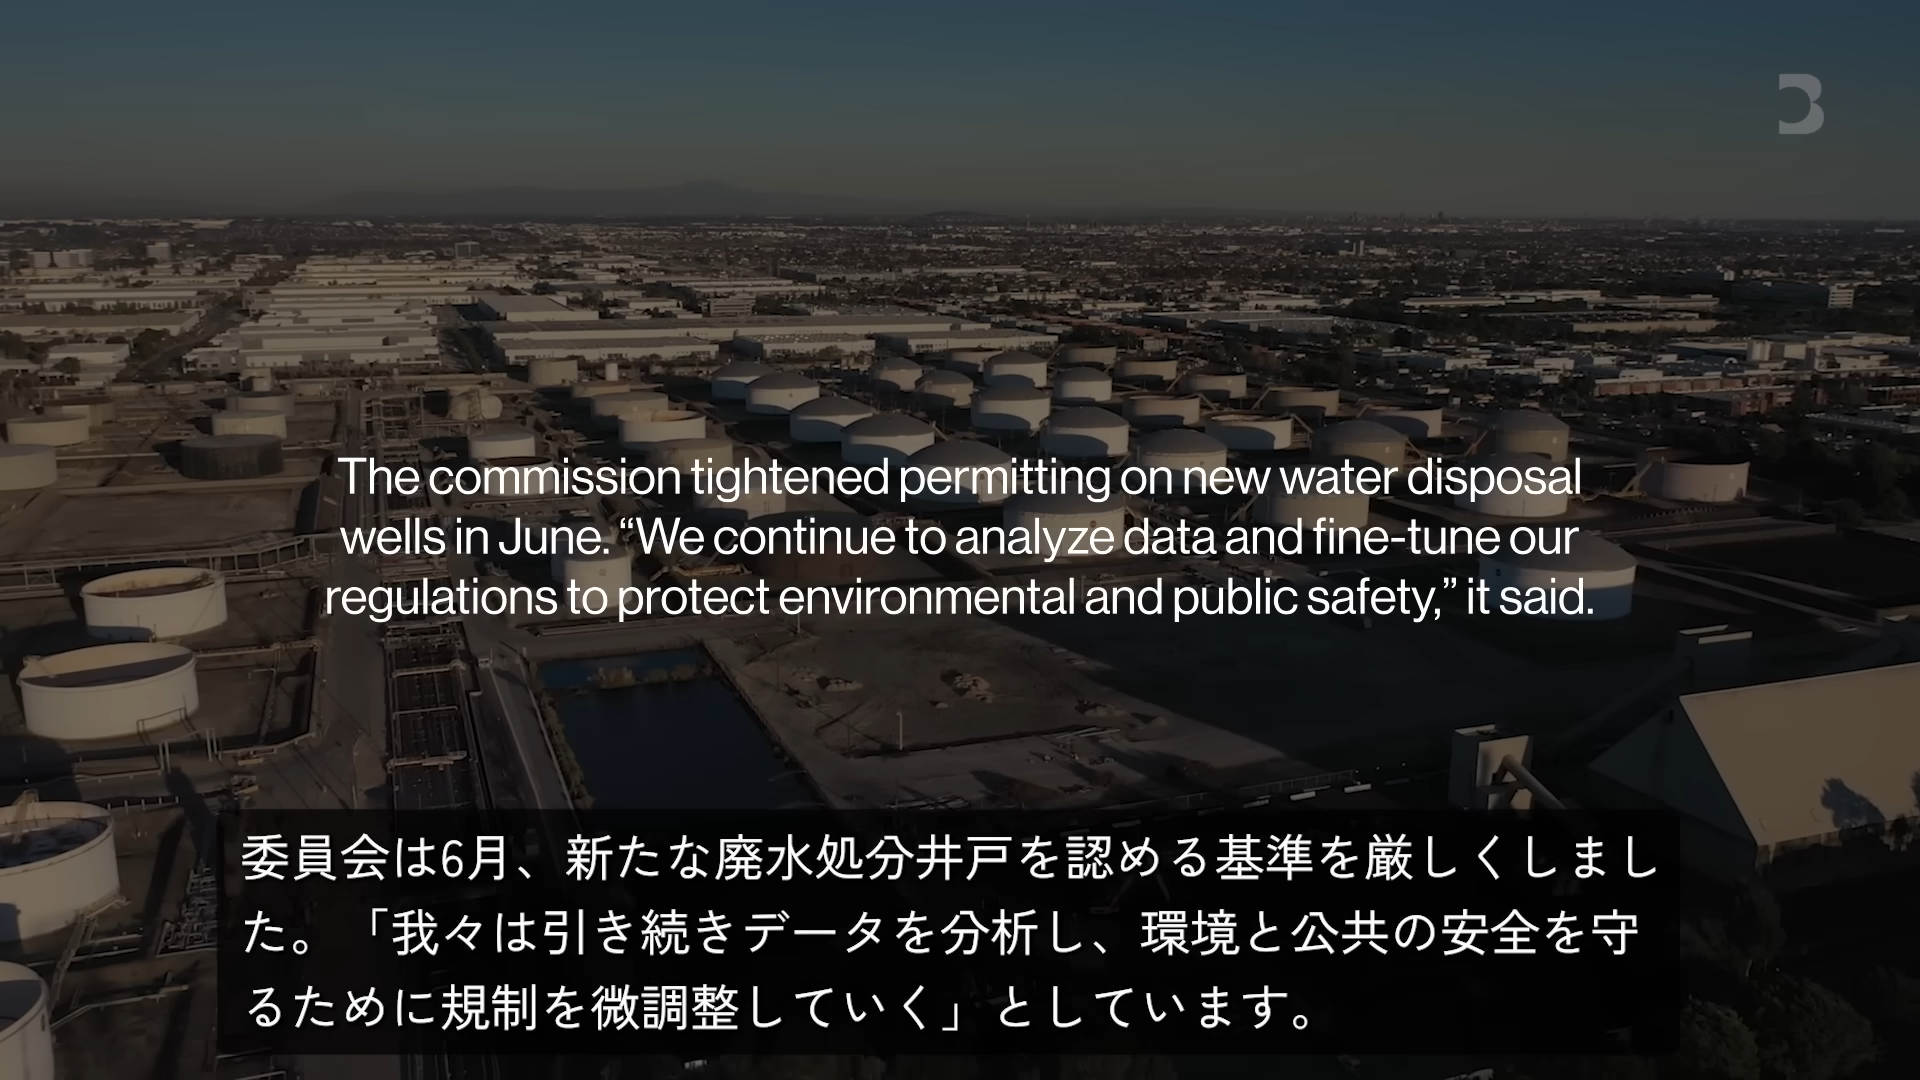 The commission tightened permitting on new water disposal
wells in June. “We continue to analyze data and fine-tune our
regulations to protect environmental and public safety,” it said.
委員会は6月、新たな廃水処分井戸を認める基準を厳しくしまし
た。「我々は引き続きデータを分析し、環境と公共の安全を守
るために規制を微調整していく」としています。